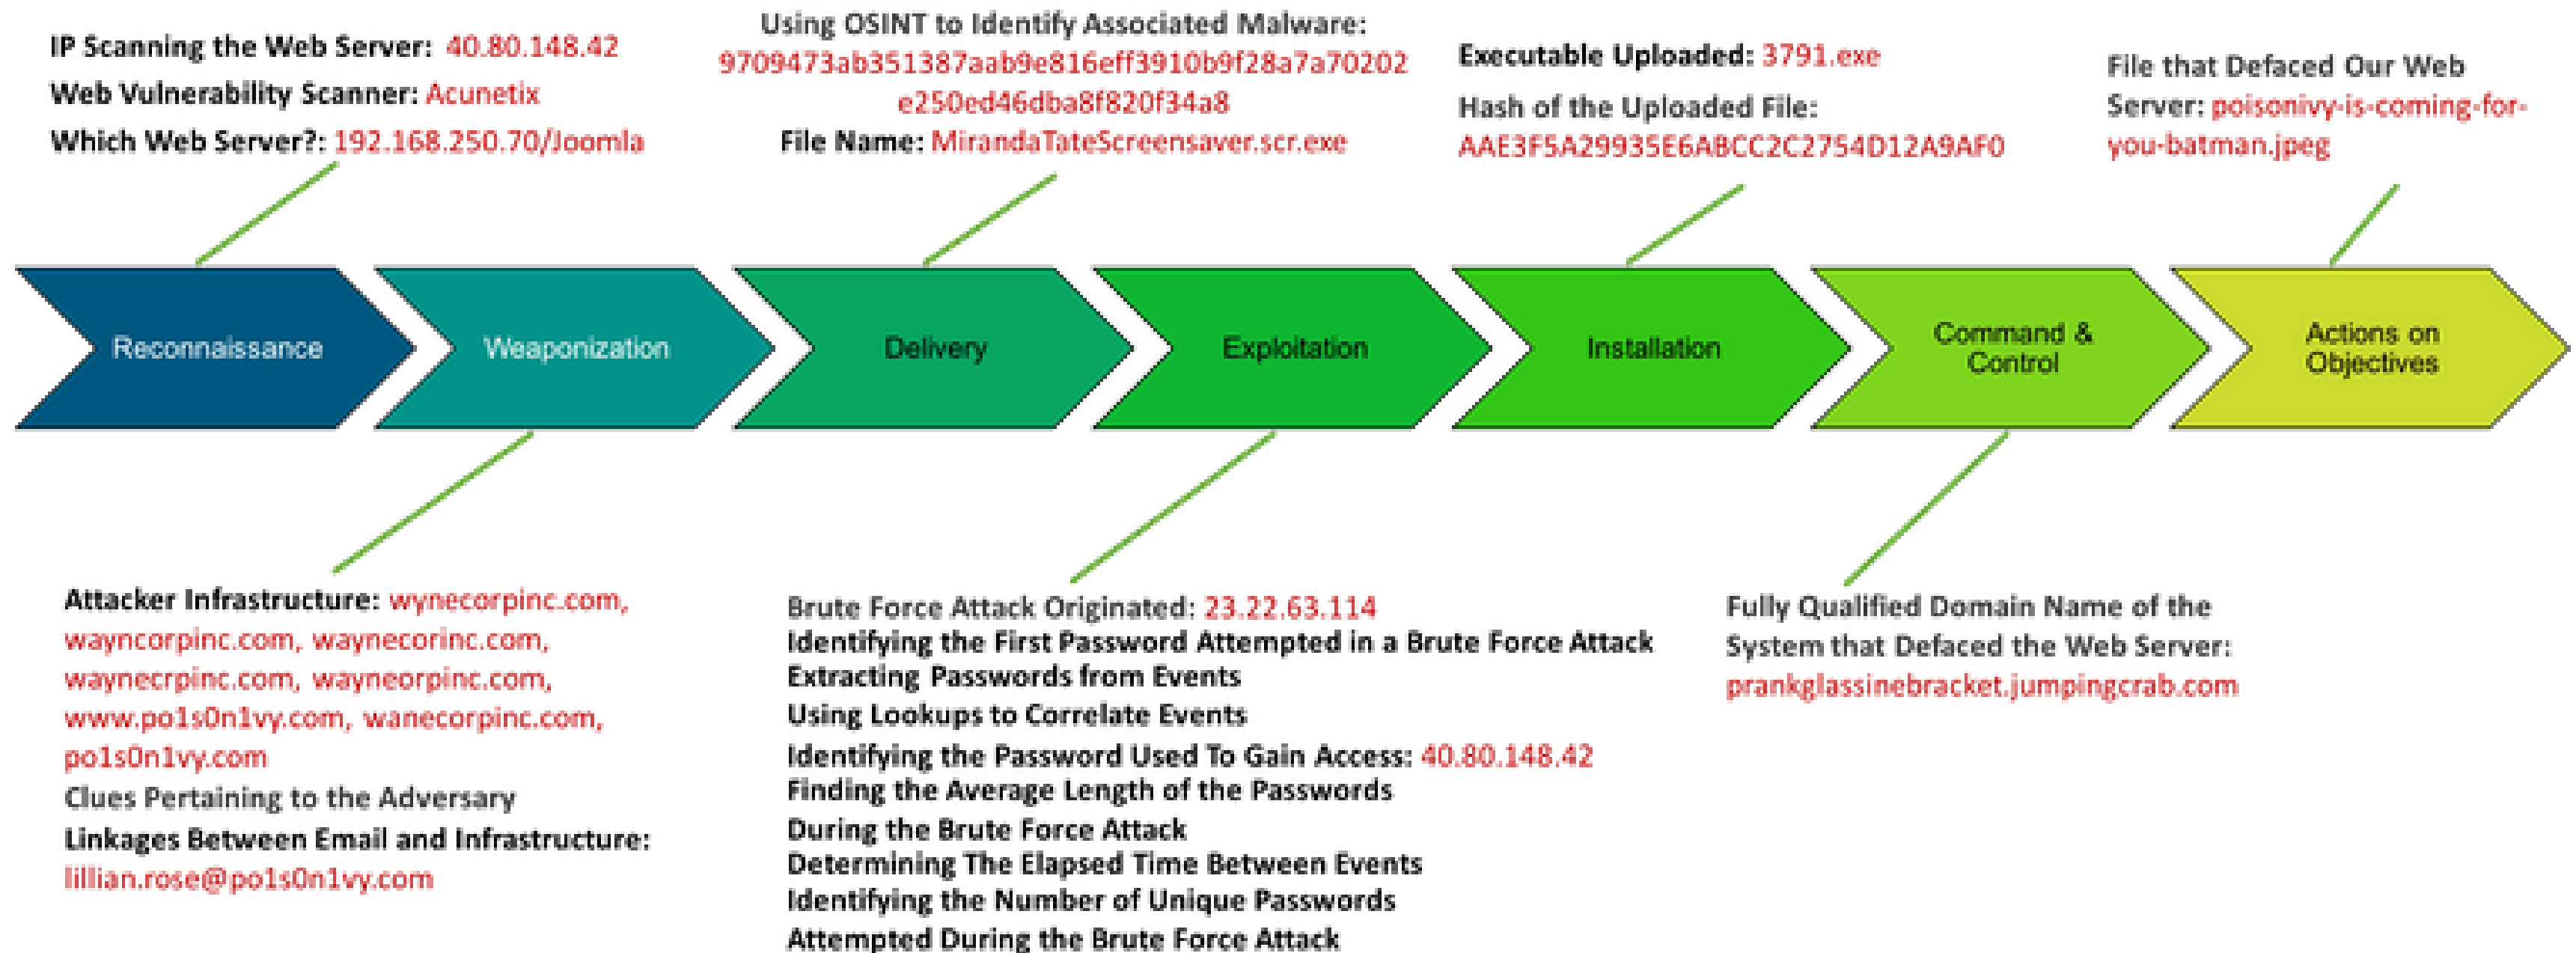 IP Scanning the Web Server: 40.80.148.42
Web Vulnerability Scanner: Acunetix
Which Web Server?: 192.168.250.70/Joomla
Using OSINT to Identify Associated Malware:
9709473ab351387aab9e816eff3910b9f28a7a70202
e250ed46dba8f820f34a8
File Name: MirandaTateScreensaver.scr.exe
Executable Uploaded: 3791.exe
Hash of the Uploaded File:
AAE3F5A29935E6ABCC2C2754D12A9AF0
File that Defaced Our Web
Server: poisonivy-is-coming-for-
you-batman.jpeg
Reconnaissance
Weaponization
Delivery
Exploitation
Installation
Command &
Control
Actions on
Objectives
Attacker Infrastructure: wynecorpinc.com,
wayncorpinc.com, waynecorinc.com,
waynecrpinc.com, wayneorpinc.com,
www.po1s0n1vy.com, wanecorpinc.com,
po1s0n1vy.com
Clues Pertaining to the Adversary
Linkages Between Email and Infrastructure:
lillian.rose@po1s0n1vy.com
Brute Force Attack Originated: 23.22.63.114
Identifying the First Password Attempted in a Brute Force Attack
Extracting Passwords from Events
Using Lookups to Correlate Events
Identifying the Password Used To Gain Access: 40.80.148.42
Finding the Average Length of the Passwords
During the Brute Force Attack
Determining The Elapsed Time Between Events
Identifying the Number of Unique Passwords
Attempted During the Brute Force Attack
Fully Qualified Domain Name of the
System that Defaced the Web Server:
prankglassinebracket.jumpingcrab.com